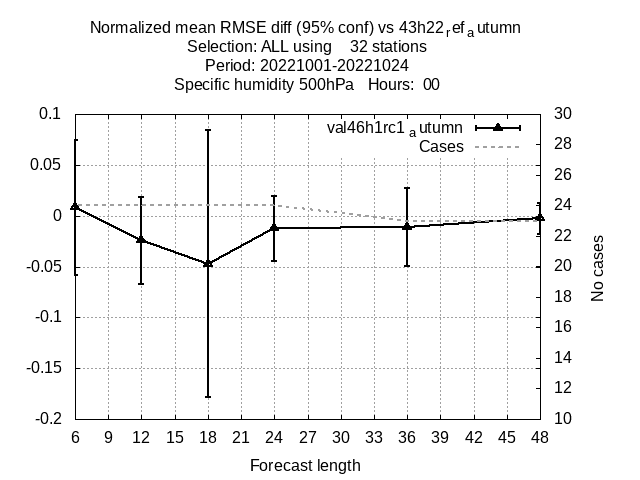 Normalized mean RMSE diff (95% conf) vs 43h22refautumn
Selection: ALL using 32 stations
Period: 20221001-20221024
Specific humidity 500hPa Hours: 00
val46h1rc1autumn
Cases
0.1
0.05
0
-0.05
-0.1
-0.15
-0.2
30
28
26
24
22
20
18
16
14
12
10
No cases
6 9 12 15 18 21 24 27 30 33 36 39 42 45 48
Forecast length